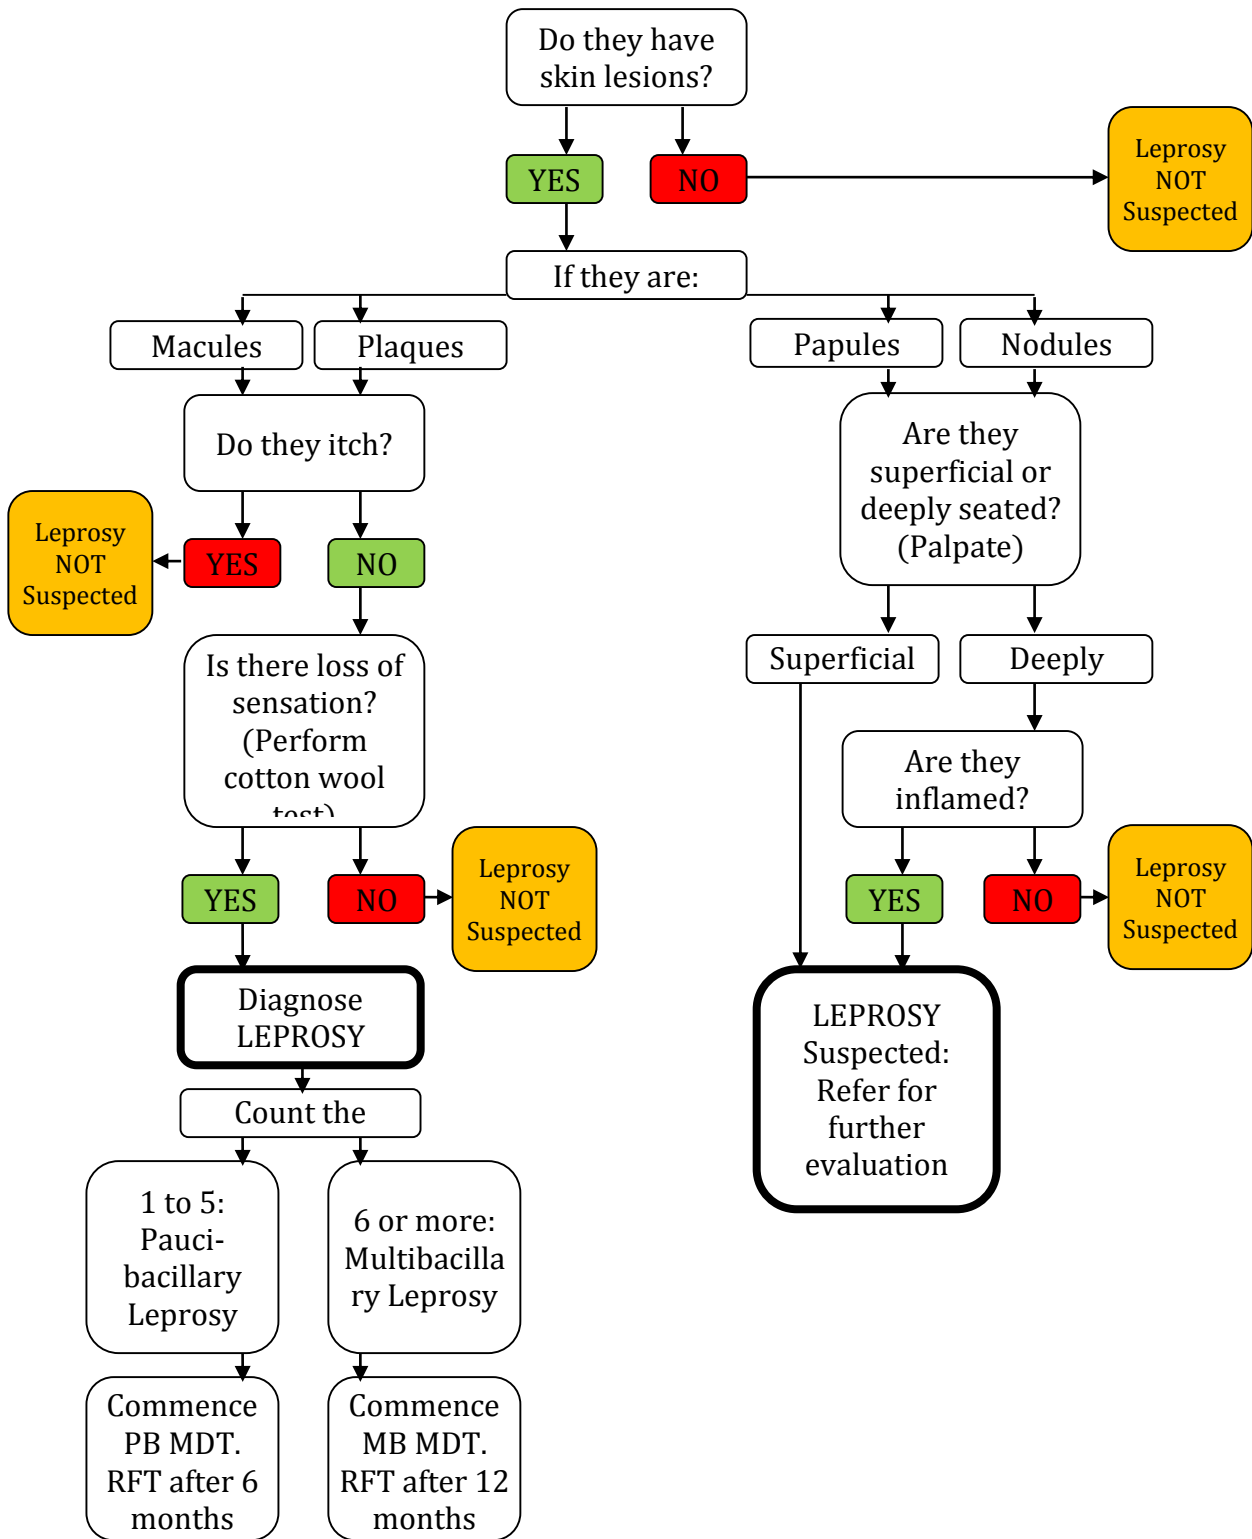 Do they have
skin lesions?
YES
NO
Leprosy
NOT
Suspected
If they are:
Macules
Plaques
Papules
Nodules
Do they itch?
Are they
superficial or
deeply seated?
(Palpate)
Leprosy
NOT
Suspected
YES
NO
Is there loss of
sensation?
(Perform
cotton wool
test)
Superficial
Deeply
Are they
inflamed?
YES
NO
Leprosy
NOT
Suspected
YES
NO
Leprosy
NOT
Suspected
Diagnose
LEPROSY
LEPROSY
Suspected:
Refer for
further
evaluation
Count the
1 to 5:
Pauci-
bacillary
Leprosy
6 or more:
Multibacilla
ry Leprosy
Commence
PB MDT.
RFT after 6
months
Commence
MB MDT.
RFT after 12
months